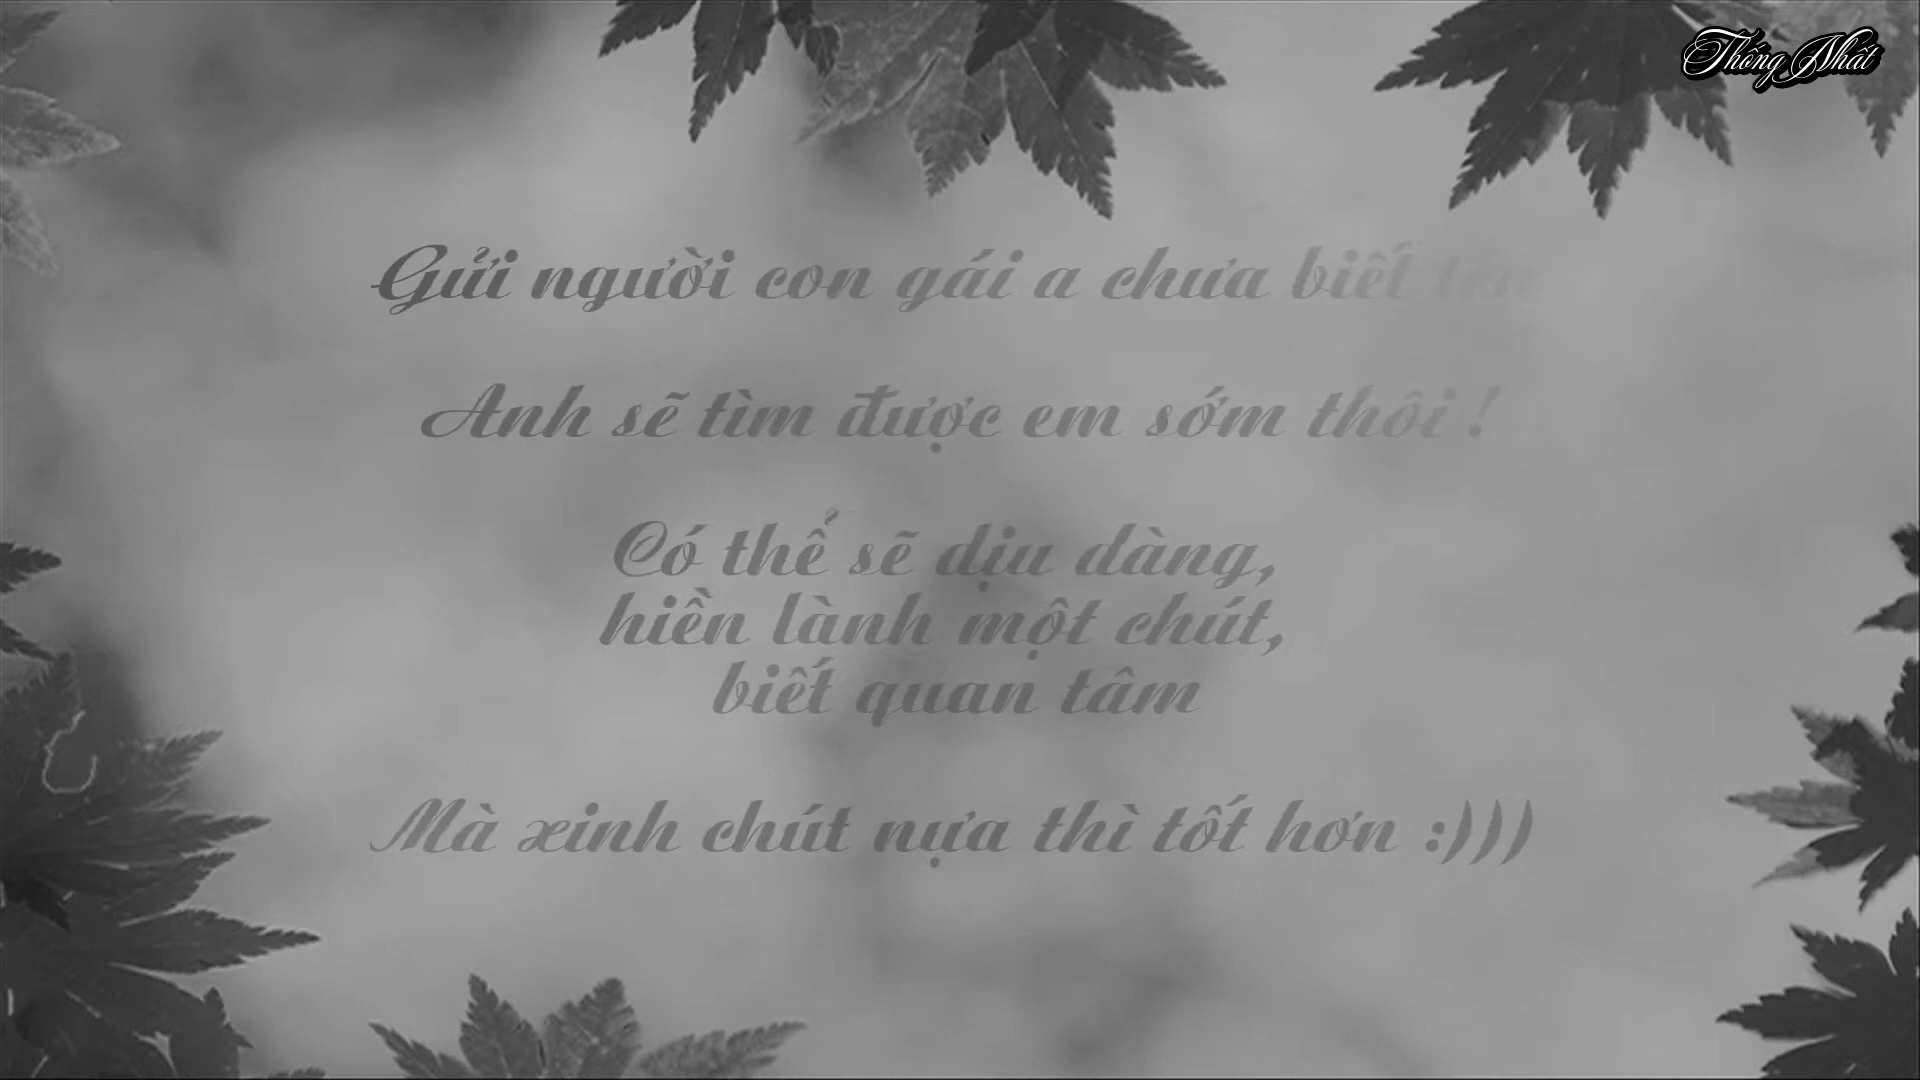 Thống Nhất
Gửi người con gái a chưa biết tên
Anh sẽ tìm được em sớm thôi !
Có thể sẽ dịu dàng,
hiền lành một chút,
biết quan tâm
Mà xinh chút nựa thì tốt hơn :)))